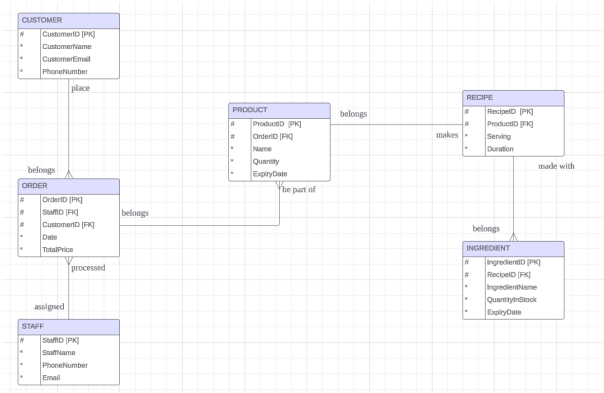 CUSTOMER
# CustomerID [PK]
* CustomerName
* CustomerEmail
* PhoneNumber
place
belongs
ORDER
# OrderID [PK]
# StaffID [FK]
# CustomerID [FK]
* Date
* TotalPrice
processed
assigned
STAFF
# StaffID [PK]
* StaffName
* PhoneNumber
* Email
belongs
PRODUCT
# ProductID [PK]
# OrderID [FK]
* Name
* Quantity
* ExpiryDate
be part of
belongs
makes
RECIPE
# RecipeID [PK]
# ProductID [FK]
* Serving
* Duration
made with
belongs
INGREDIENT
# IngredientID [PK]
# RecipeID [FK]
* IngredientName
* QuantityInStock
* ExpiryDate